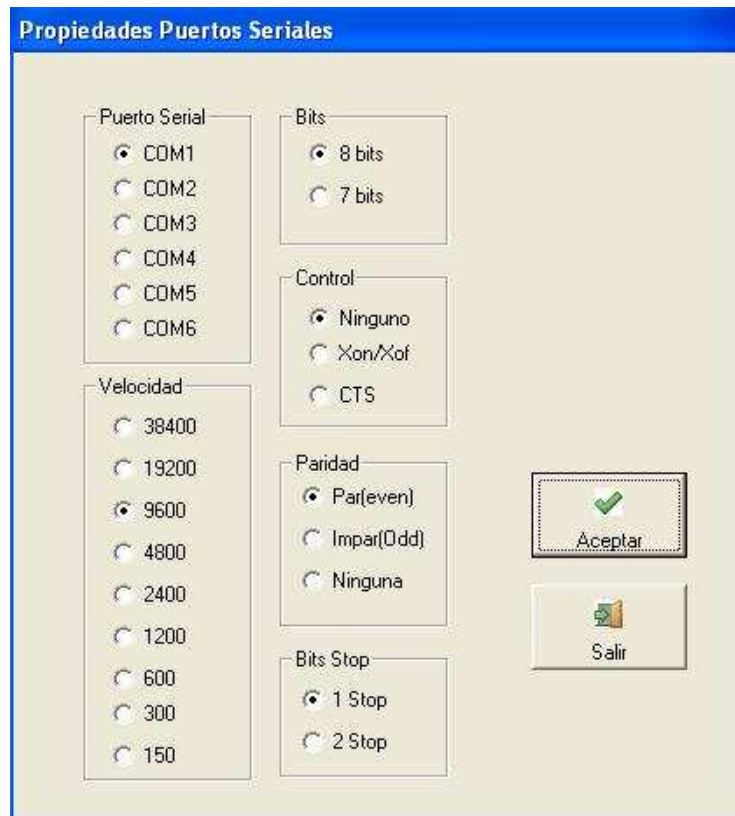 Propiedades Puertos Seriales
Puerto Serial
COM1
COM2
COM3
COM4
COM5
COM6
Velocidad
38400
19200
9600
4800
2400
1200
600
300
150
Bits
8 bits
7 bits
Control
Ninguno
Xon/Xof
CTS
Paridad
Par(even)
Impar(Odd)
Ninguna
Bits Stop
1 Stop
2 Stop
Aceptar
Salir